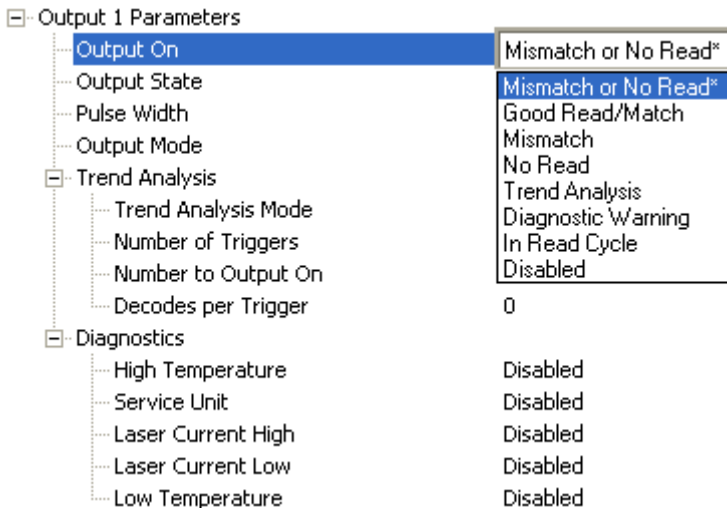 Output 1 Parameters
Output On Mismatch or No Read*
Output State Mismatch or No Read*
Pulse Width Good Read/Match
Output Mode Mismatch
No Read
Trend Analysis Trend Analysis
Trend Analysis Mode Diagnostic Warning
Number of Triggers In Read Cycle
Number to Output On Disabled
Decodes per Trigger 0
Diagnostics
High Temperature Disabled
Service Unit Disabled
Laser Current High Disabled
Laser Current Low Disabled
Low Temperature Disabled